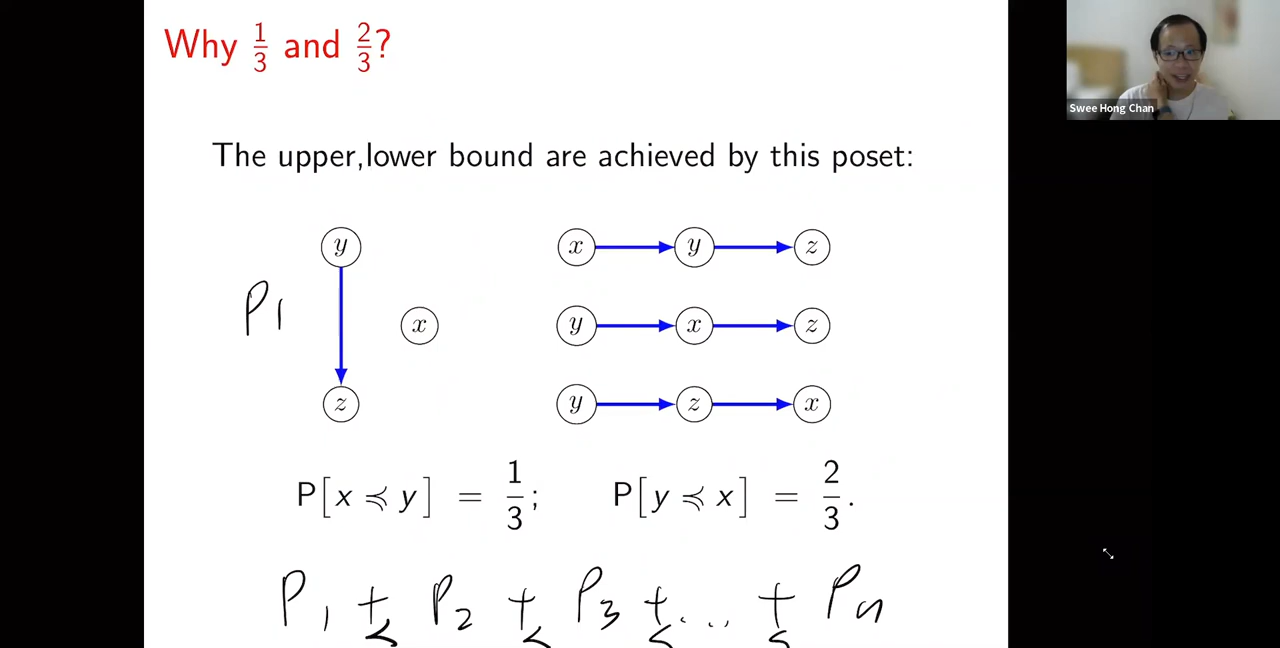 Why 1/3 and 2/3?
Swee Hong Chan
The upper,lower bound are achieved by this poset:
y x y z
P1 x y x z
z y z x
P[x ≼ y] = 1/3; P[y ≼ x] = 2/3.
P1 +< P2 +< P3 +< ... +< Pn